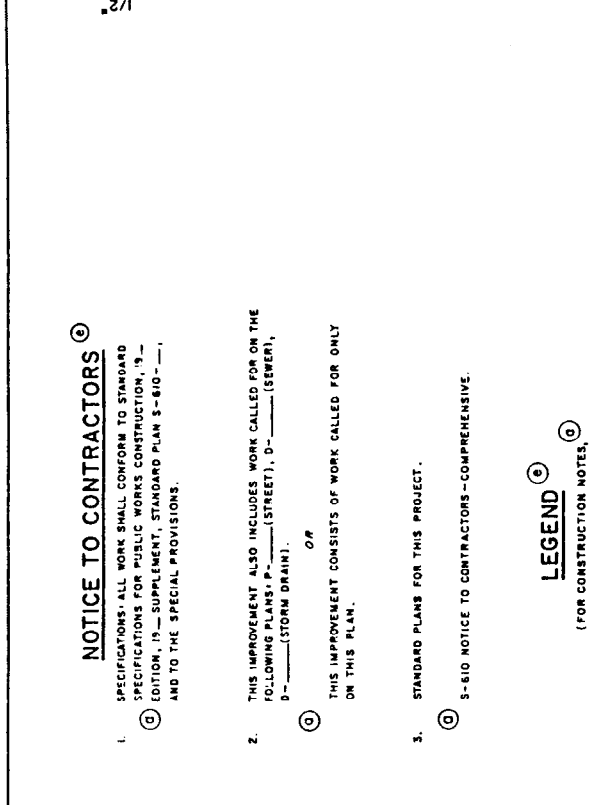 1/2"
NOTICE TO CONTRACTORS ⓔ
1. SPECIFICATIONS: ALL WORK SHALL CONFORM TO STANDARD
SPECIFICATIONS FOR PUBLIC WORKS CONSTRUCTION, 19__
ⓐ EDITION, 19__ SUPPLEMENT, STANDARD PLAN S-610-__,
AND TO THE SPECIAL PROVISIONS.
2. THIS IMPROVEMENT ALSO INCLUDES WORK CALLED FOR ON THE
FOLLOWING PLANS: P-____(STREET), D-____(SEWER),
D-____(STORM DRAIN).
ⓐ OR
THIS IMPROVEMENT CONSISTS OF WORK CALLED FOR ONLY
ON THIS PLAN.
3. STANDARD PLANS FOR THIS PROJECT.
ⓐ S-610 NOTICE TO CONTRACTORS-COMPREHENSIVE.
LEGEND ⓔ
(FOR CONSTRUCTION NOTES, ⓐ